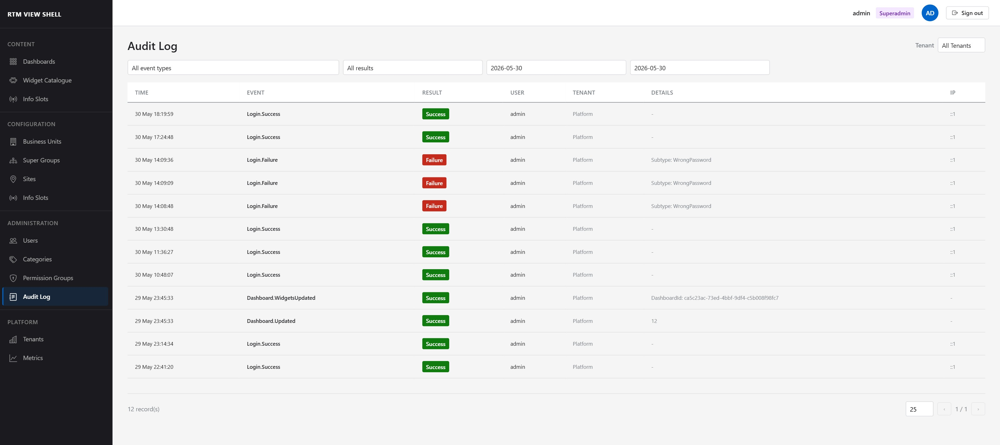 RTM VIEW SHELL
admin Superadmin AD Sign out
CONTENT
Dashboards
Widget Catalogue
Info Slots
CONFIGURATION
Business Units
Super Groups
Sites
Info Slots
ADMINISTRATION
Users
Categories
Permission Groups
Audit Log
PLATFORM
Tenants
Metrics
Audit Log
Tenant All Tenants
All event types All results 2026-05-30 2026-05-30
TIME EVENT RESULT USER TENANT DETAILS IP
30 May 18:19:59 Login.Success Success admin Platform - ::1
30 May 17:24:48 Login.Success Success admin Platform - ::1
30 May 14:09:36 Login.Failure Failure admin Platform Subtype: WrongPassword ::1
30 May 14:09:09 Login.Failure Failure admin Platform Subtype: WrongPassword ::1
30 May 14:08:48 Login.Failure Failure admin Platform Subtype: WrongPassword ::1
30 May 13:30:48 Login.Success Success admin Platform - ::1
30 May 11:36:27 Login.Success Success admin Platform - ::1
30 May 10:48:07 Login.Success Success admin Platform - ::1
29 May 23:45:33 Dashboard.WidgetsUpdated Success admin Platform DashboardId: ca5c23ac-73ed-4bbf-9df4-c5b008f98fc7 -
29 May 23:45:33 Dashboard.Updated Success admin Platform 12 -
29 May 23:14:34 Login.Success Success admin Platform - ::1
29 May 22:41:20 Login.Success Success admin Platform - ::1
12 record(s)
25 ‹ 1 / 1 ›